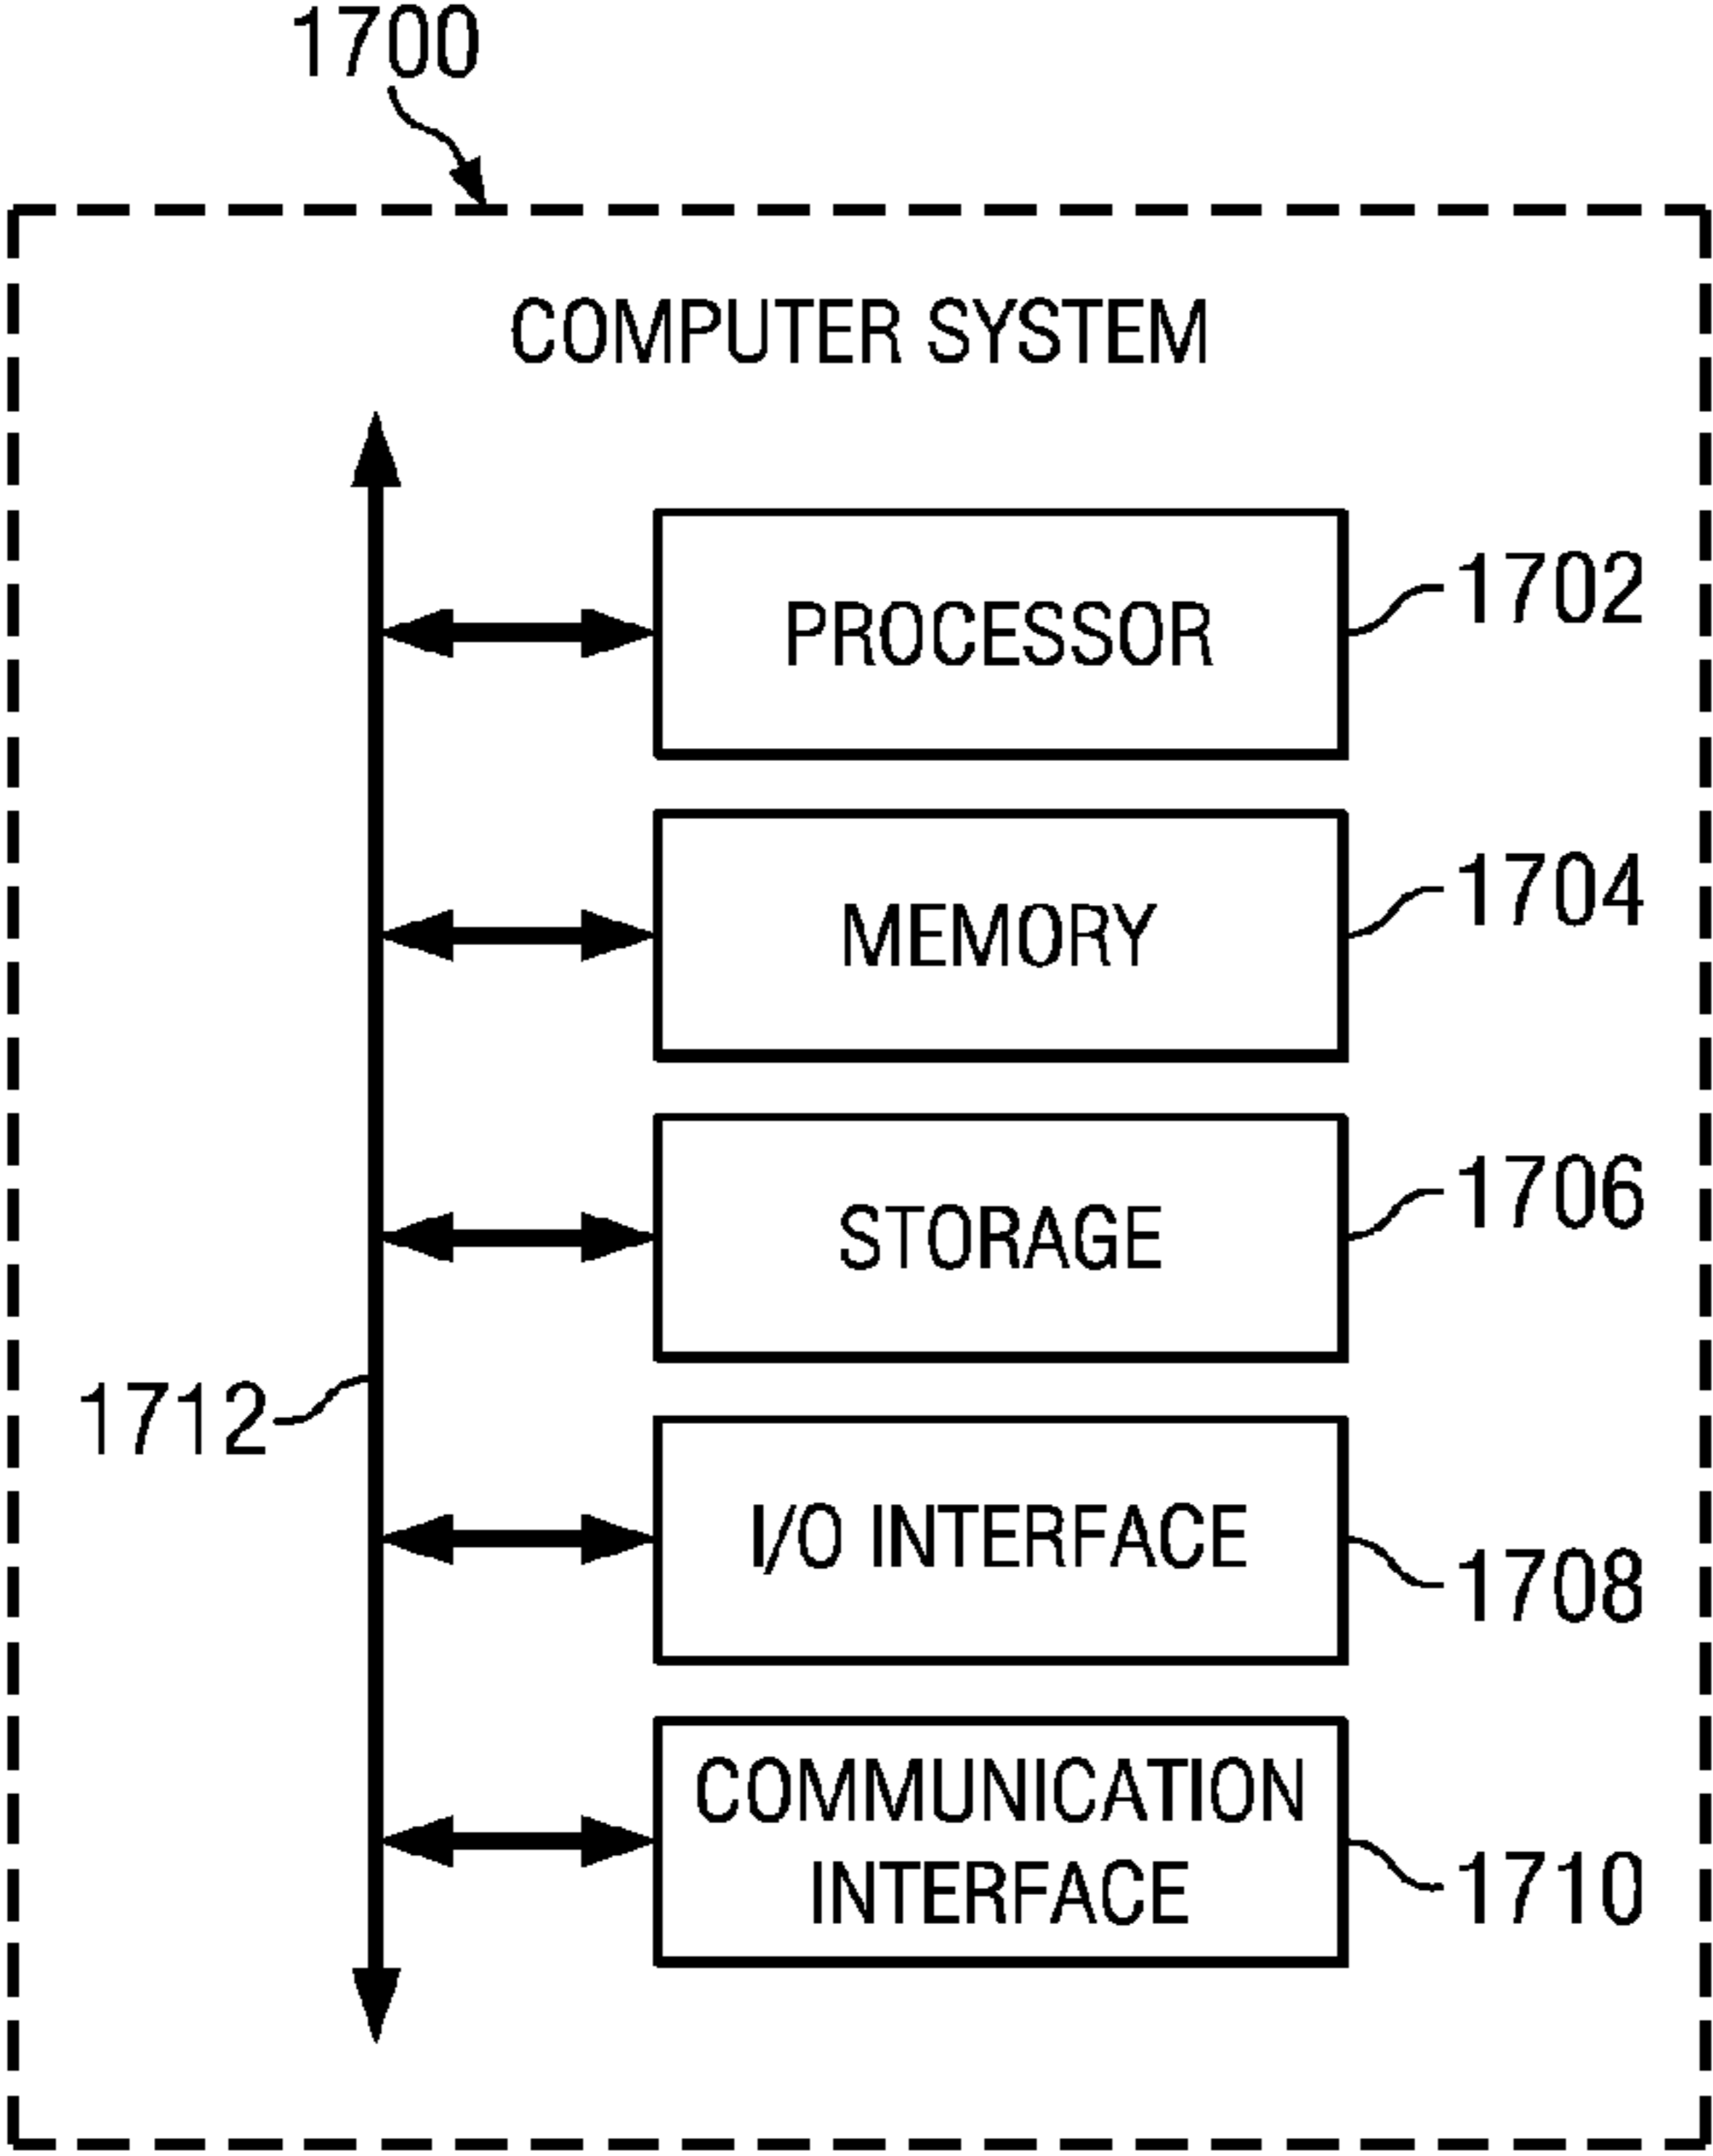 1700
COMPUTER SYSTEM
PROCESSOR
1702
MEMORY
1704
STORAGE
1706
1712
I/O INTERFACE
1708
COMMUNICATION
INTERFACE
1710